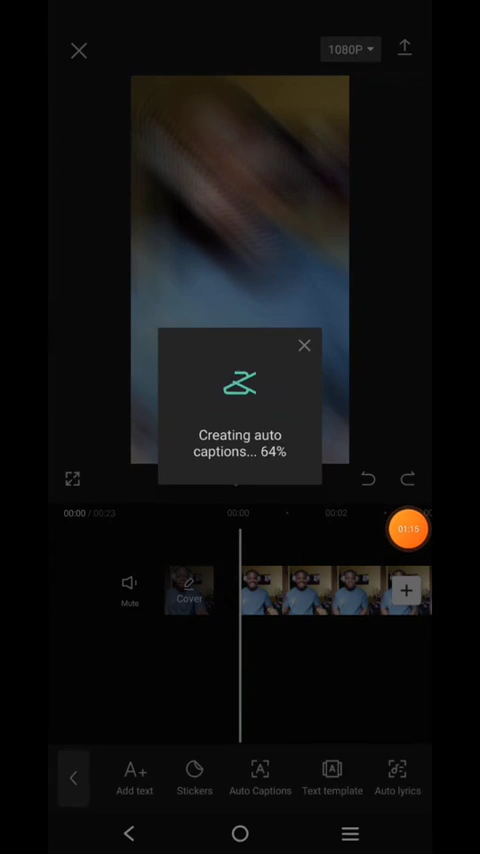 1080P
Creating auto
captions... 64%
00:00 / 00:23
00:00
00:02
01:15
Mute
Cover
Add text
Stickers
Auto Captions
Text template
Auto lyrics